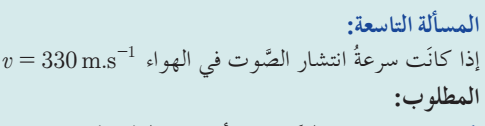 المسألة التاسعة:
إذا كانَت سرعةُ انتشار الصَّوت في الهواء v = 330 m.s⁻¹
المطلوب: